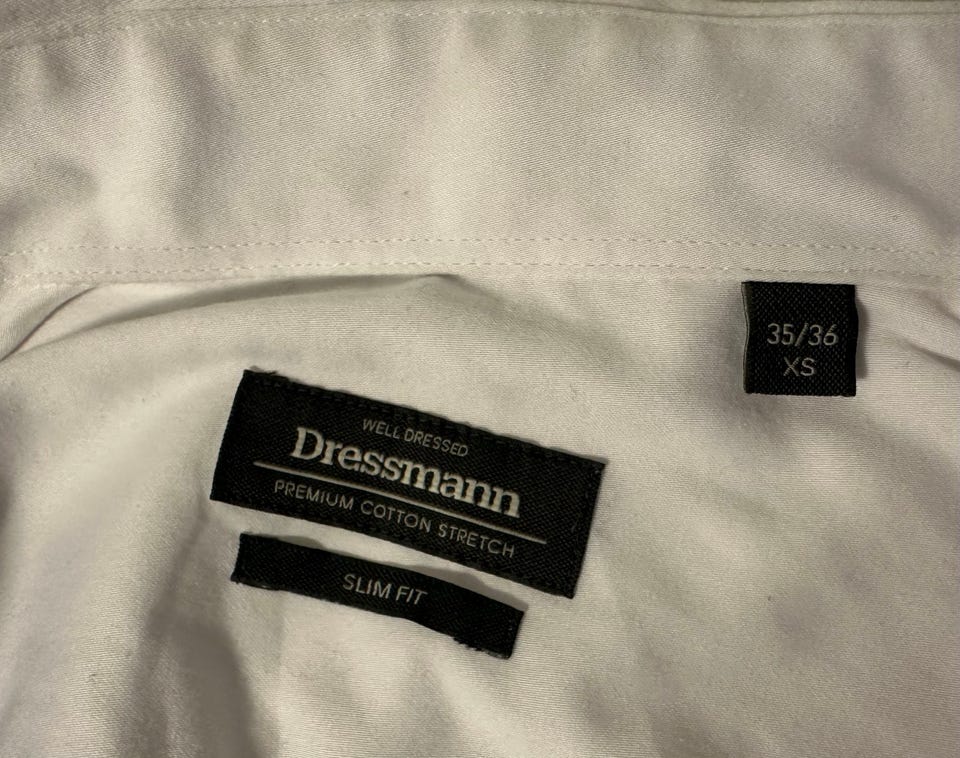 35/36
XS
WELL DRESSED
Dressmann
PREMIUM COTTON STRETCH
SLIM FIT